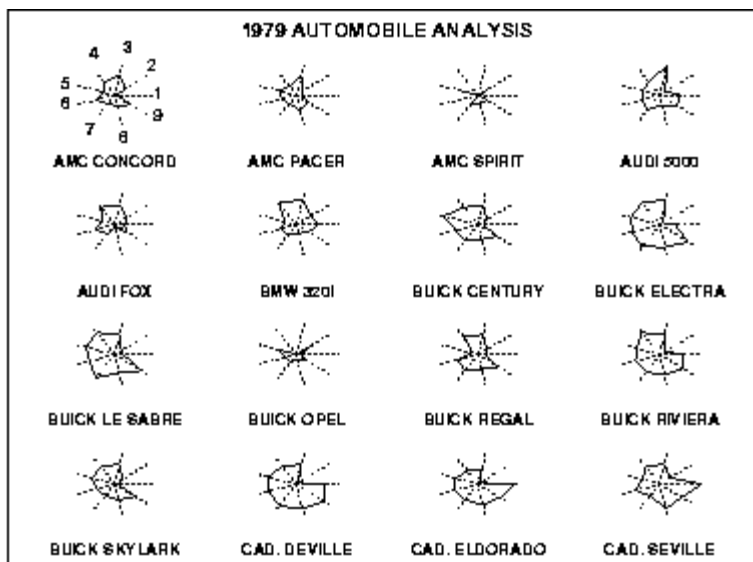 1979 AUTOMOBILE ANALYSIS
4 3 2
5 1
6 9
7 8
AMC CONCORD AMC PACER AMC SPIRIT AUDI 5000
AUDI FOX BMW 320I BUICK CENTURY BUICK ELECTRA
BUICK LE SABRE BUICK OPEL BUICK REGAL BUICK RIVIERA
BUICK SKYLARK CAD. DEVILLE CAD. ELDORADO CAD. SEVILLE